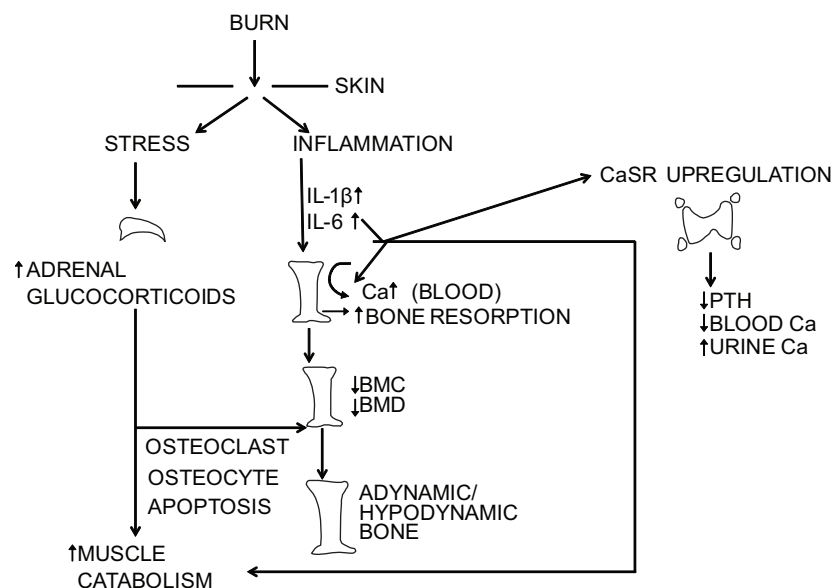 BURN
SKIN
STRESS
INFLAMMATION
CaSR UPREGULATION
IL-1β↑
IL-6 ↑
↑ADRENAL
GLUCOCORTICOIDS
Ca↑ (BLOOD)
↑BONE RESORPTION
↓PTH
↓BLOOD Ca
↑URINE Ca
↓BMC
↓BMD
OSTEOCLAST
OSTEOCYTE
APOPTOSIS
ADYNAMIC/
HYPODYNAMIC
BONE
↑MUSCLE
CATABOLISM